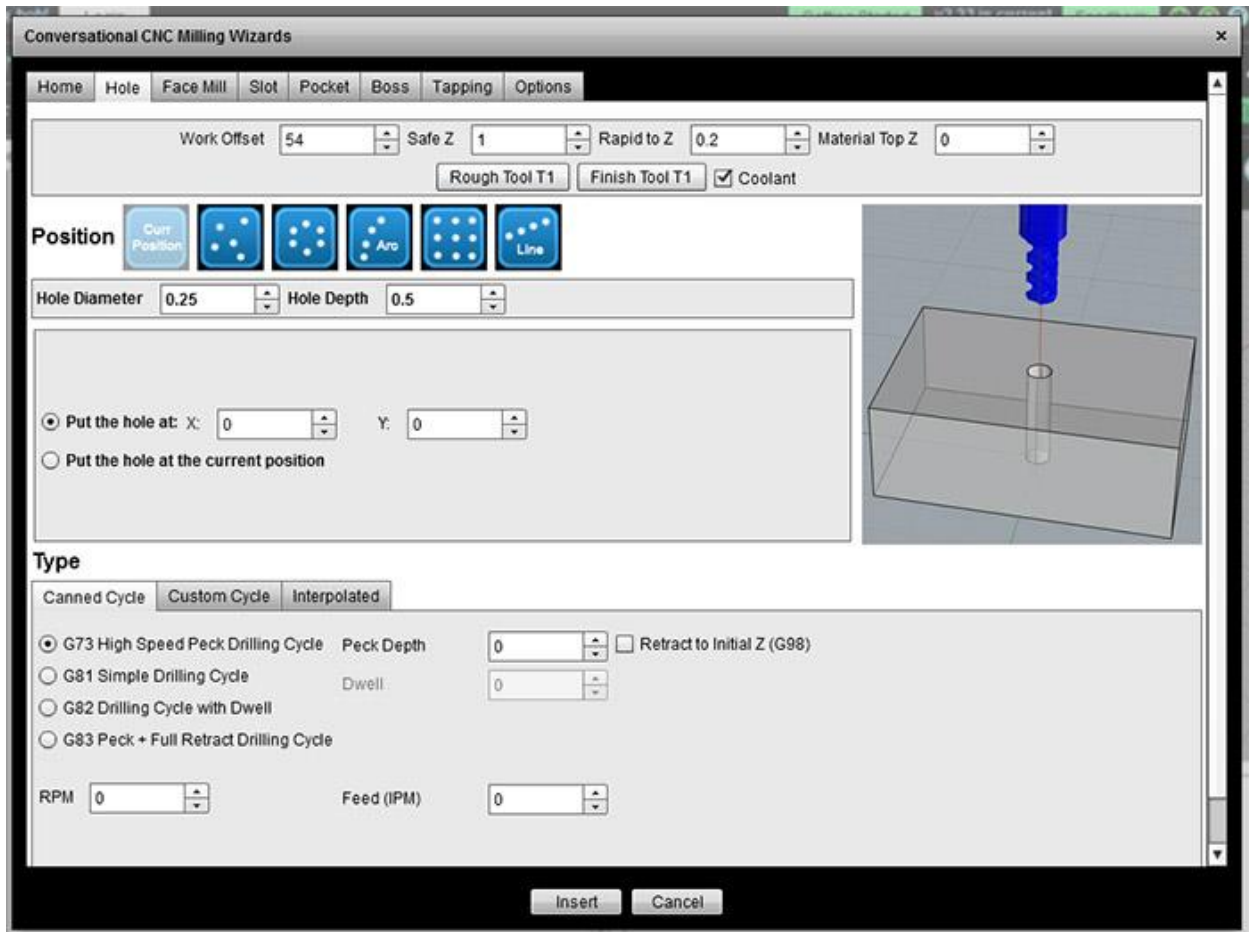 Conversational CNC Milling Wizards ×
Home Hole Face Mill Slot Pocket Boss Tapping Options
Work Offset 54 Safe Z 1 Rapid to Z 0.2 Material Top Z 0
Rough Tool T1 Finish Tool T1 Coolant
Position Curr Position Arc Line
Hole Diameter 0.25 Hole Depth 0.5
Put the hole at: X: 0 Y: 0
Put the hole at the current position
Type
Canned Cycle Custom Cycle Interpolated
G73 High Speed Peck Drilling Cycle Peck Depth 0 Retract to Initial Z (G98)
G81 Simple Drilling Cycle
Dwell 0
G82 Drilling Cycle with Dwell
G83 Peck + Full Retract Drilling Cycle
RPM 0 Feed (IPM) 0
Insert Cancel